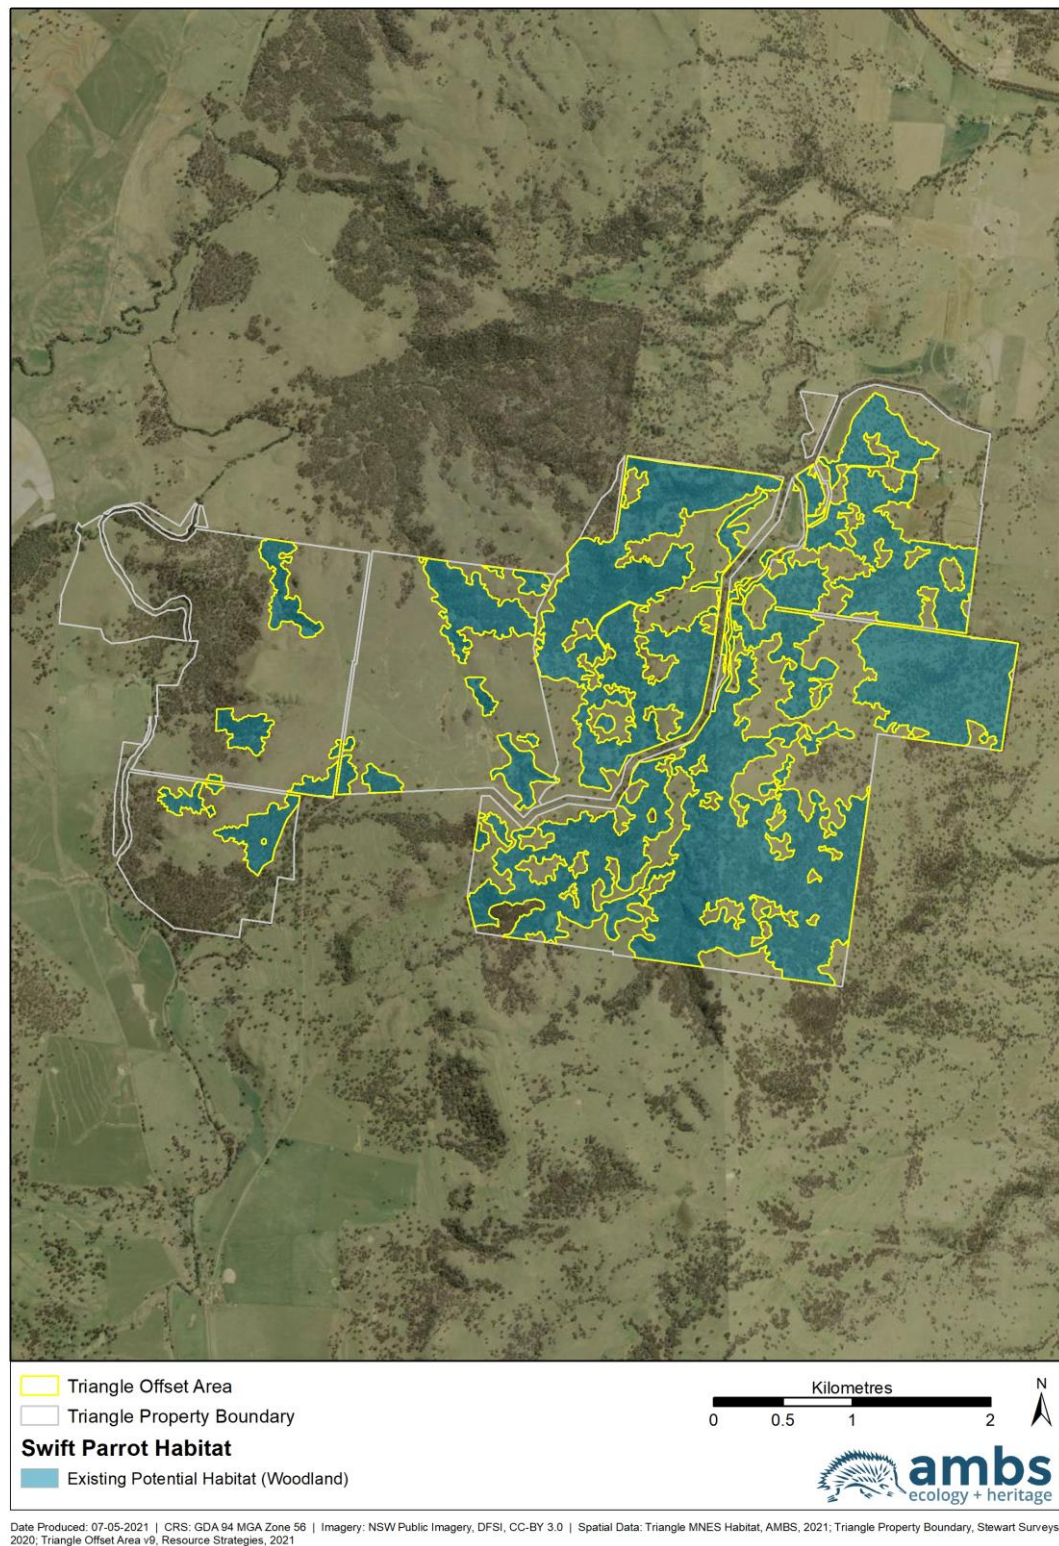 Triangle Offset Area
Triangle Property Boundary
Swift Parrot Habitat
Existing Potential Habitat (Woodland)
Kilometres
0 0.5 1 2
N
ambs
ecology + heritage
Date Produced: 07-05-2021 | CRS: GDA 94 MGA Zone 56 | Imagery: NSW Public Imagery, DFSI, CC-BY 3.0 | Spatial Data: Triangle MNES Habitat, AMBS, 2021; Triangle Property Boundary, Stewart Surveys
2020; Triangle Offset Area v9, Resource Strategies, 2021